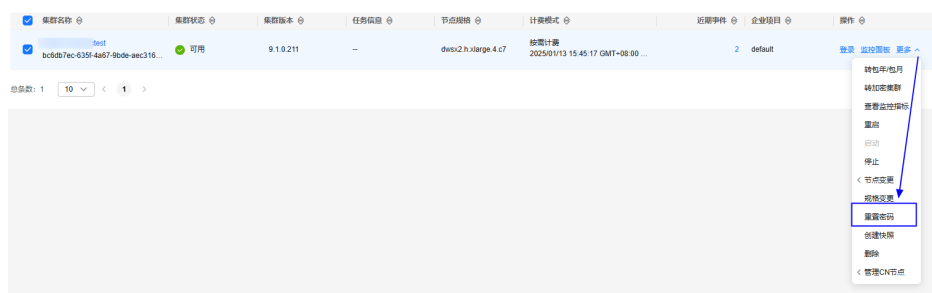 集群名称 集群状态 集群版本 任务信息 节点规格 计费模式 近期事件 企业项目 操作
test
bc6db7ec-635f-4a67-9bde-aec316...
可用 9.1.0.211 -- dwsx2.h.xlarge.4.c7
按需计费
2025/01/13 15:45:17 GMT+08:00 ...
2 default 登录 监控面板 更多
总条数: 1 10 < 1 >
转包年/包月
转加密集群
查看监控指标
重启
启动
停止
< 节点变更
规格变更
重置密码
创建快照
删除
< 管理CN节点